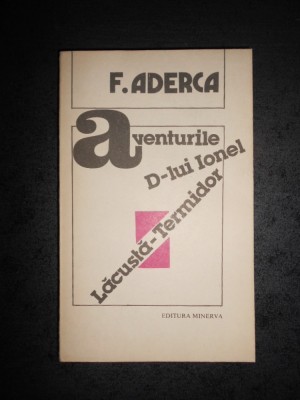 F. ADERCA
aventurile
D-lui Ionel
Lăcustă-Termidor
EDITURA MINERVA